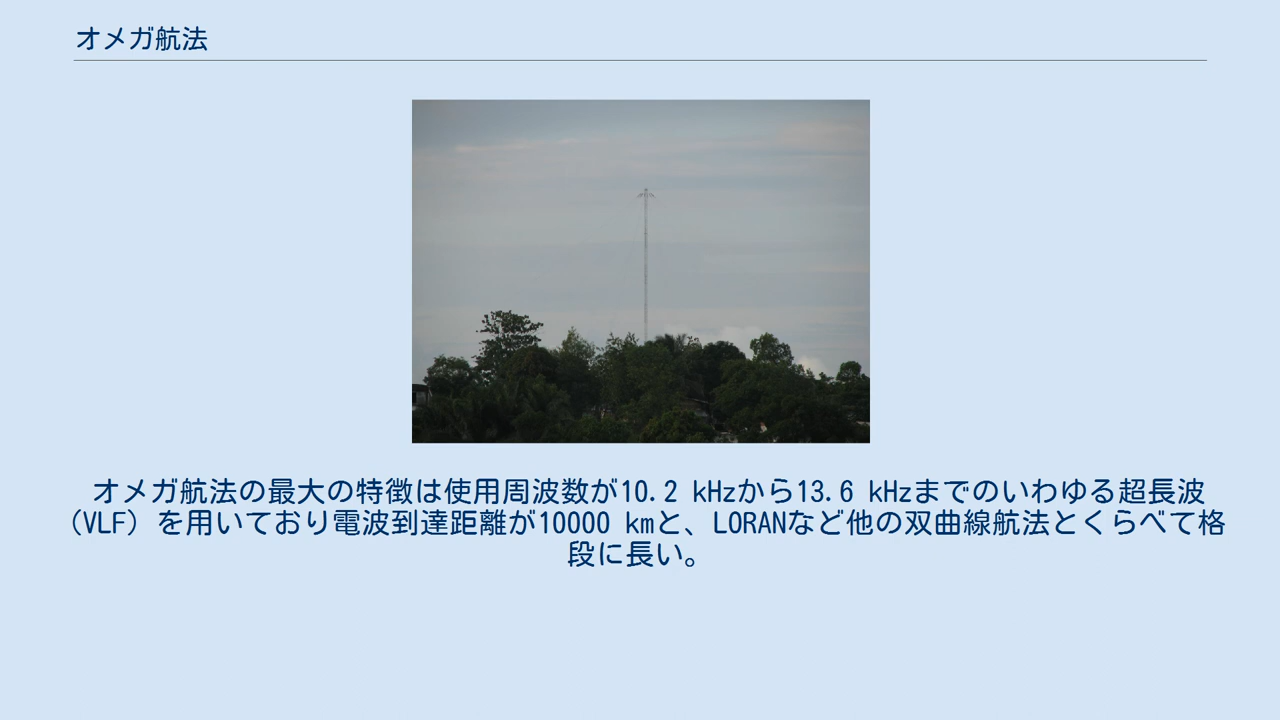 オメガ航法
オメガ航法の最大の特徴は使用周波数が10.2 kHzから13.6 kHzまでのいわゆる超長波
（VLF）を用いており電波到達距離が10000 kmと、LORANなど他の双曲線航法とくらべて格
段に長い。